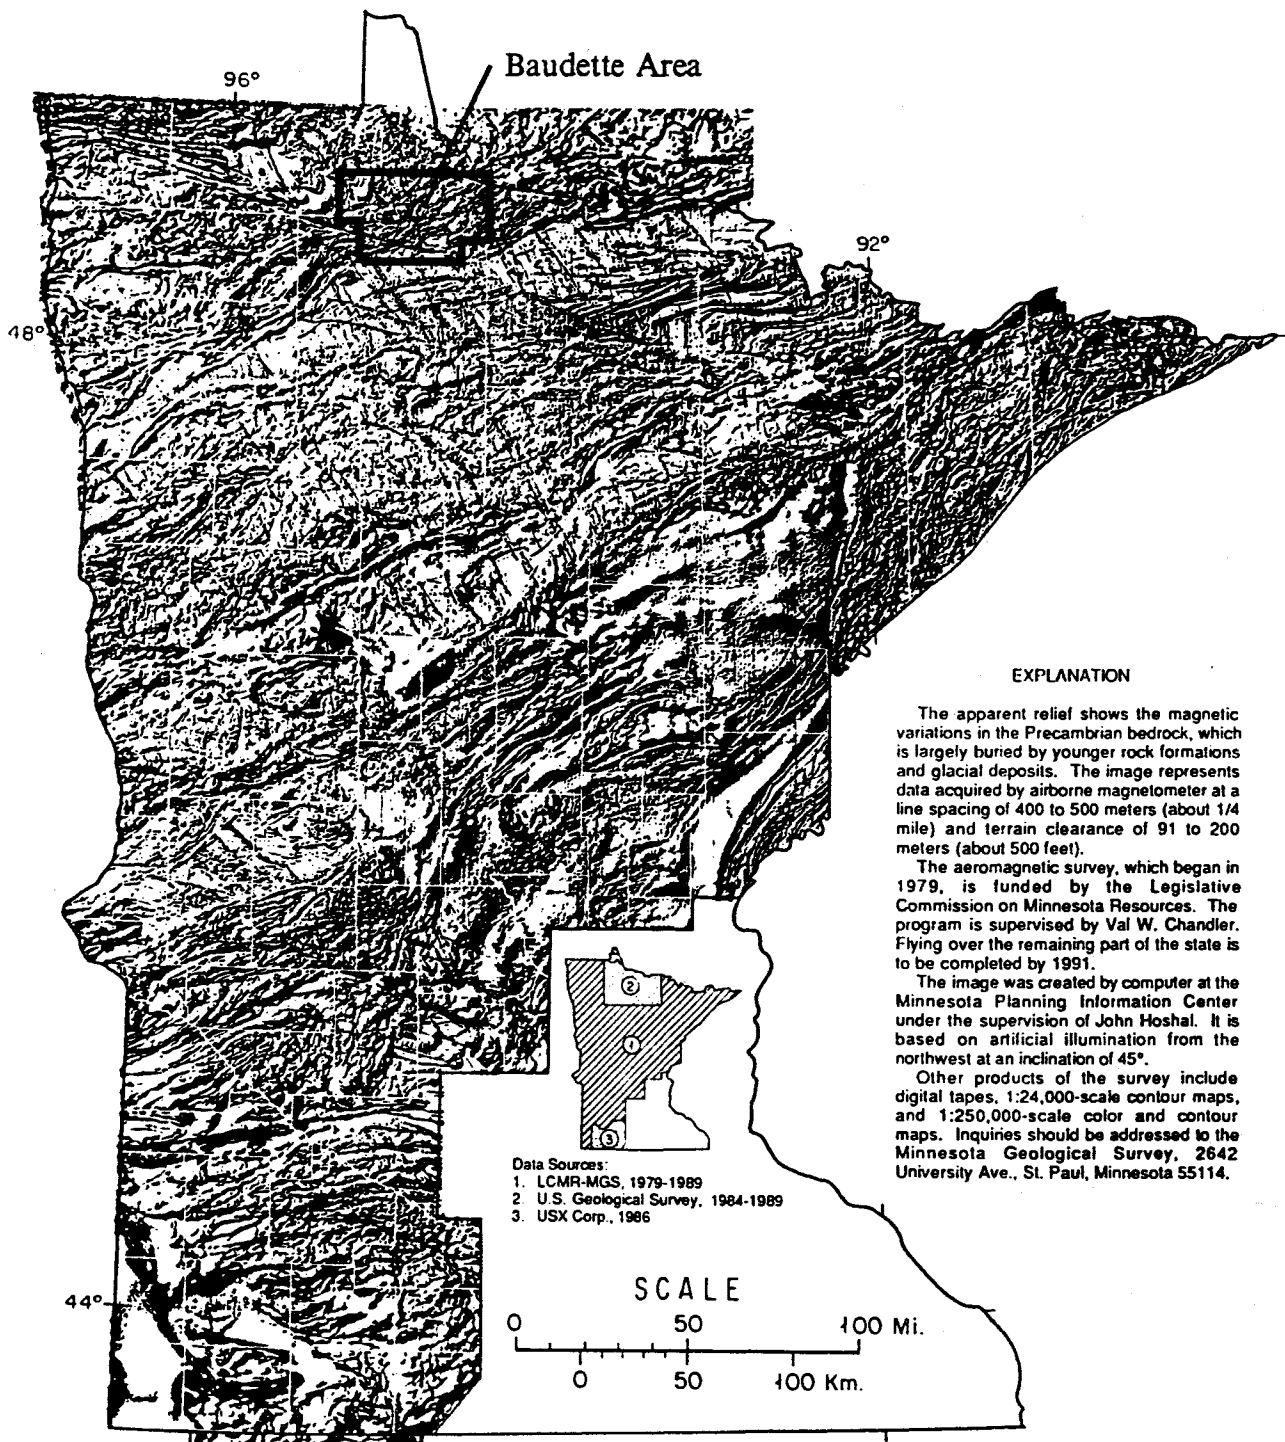 Baudette Area
96°
92°
48°
EXPLANATION
The apparent relief shows the magnetic
variations in the Precambrian bedrock, which
is largely buried by younger rock formations
and glacial deposits. The image represents
data acquired by airborne magnetometer at a
line spacing of 400 to 500 meters (about 1/4
mile) and terrain clearance of 91 to 200
meters (about 500 feet).
The aeromagnetic survey, which began in
1979, is funded by the Legislative
Commission on Minnesota Resources. The
program is supervised by Val W. Chandler.
Flying over the remaining part of the state is
to be completed by 1991.
The image was created by computer at the
Minnesota Planning Information Center
under the supervision of John Hoshal. It is
based on artificial illumination from the
northwest at an inclination of 45°.
Other products of the survey include
digital tapes, 1:24,000-scale contour maps,
and 1:250,000-scale color and contour
maps. Inquiries should be addressed to the
Minnesota Geological Survey, 2642
University Ave., St. Paul, Minnesota 55114.
2
1
3
Data Sources:
1. LCMR-MGS, 1979-1989
2. U.S. Geological Survey, 1984-1989
3. USX Corp., 1986
44°
SCALE
0 50 100 Mi.
0 50 100 Km.